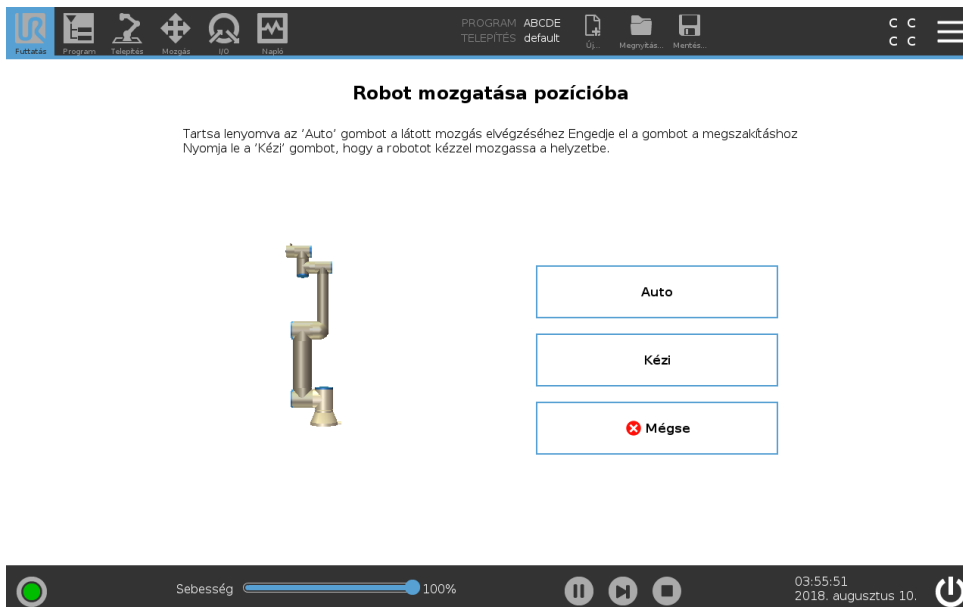 Futtatás
Program
Telepítés
Mozgás
I/O
Napló
PROGRAM ABCDE
TELEPÍTÉS default
Új...
Megnyitás...
Mentés...
C C
C C
Robot mozgatása pozícióba
Tartsa lenyomva az 'Auto' gombot a látott mozgás elvégzéséhez Engedje el a gombot a megszakításhoz
Nyomja le a 'Kézi' gombot, hogy a robotot kézzel mozgassa a helyzetbe.
Auto
Kézi
Mégse
Sebesség 100%
03:55:51
2018. augusztus 10.